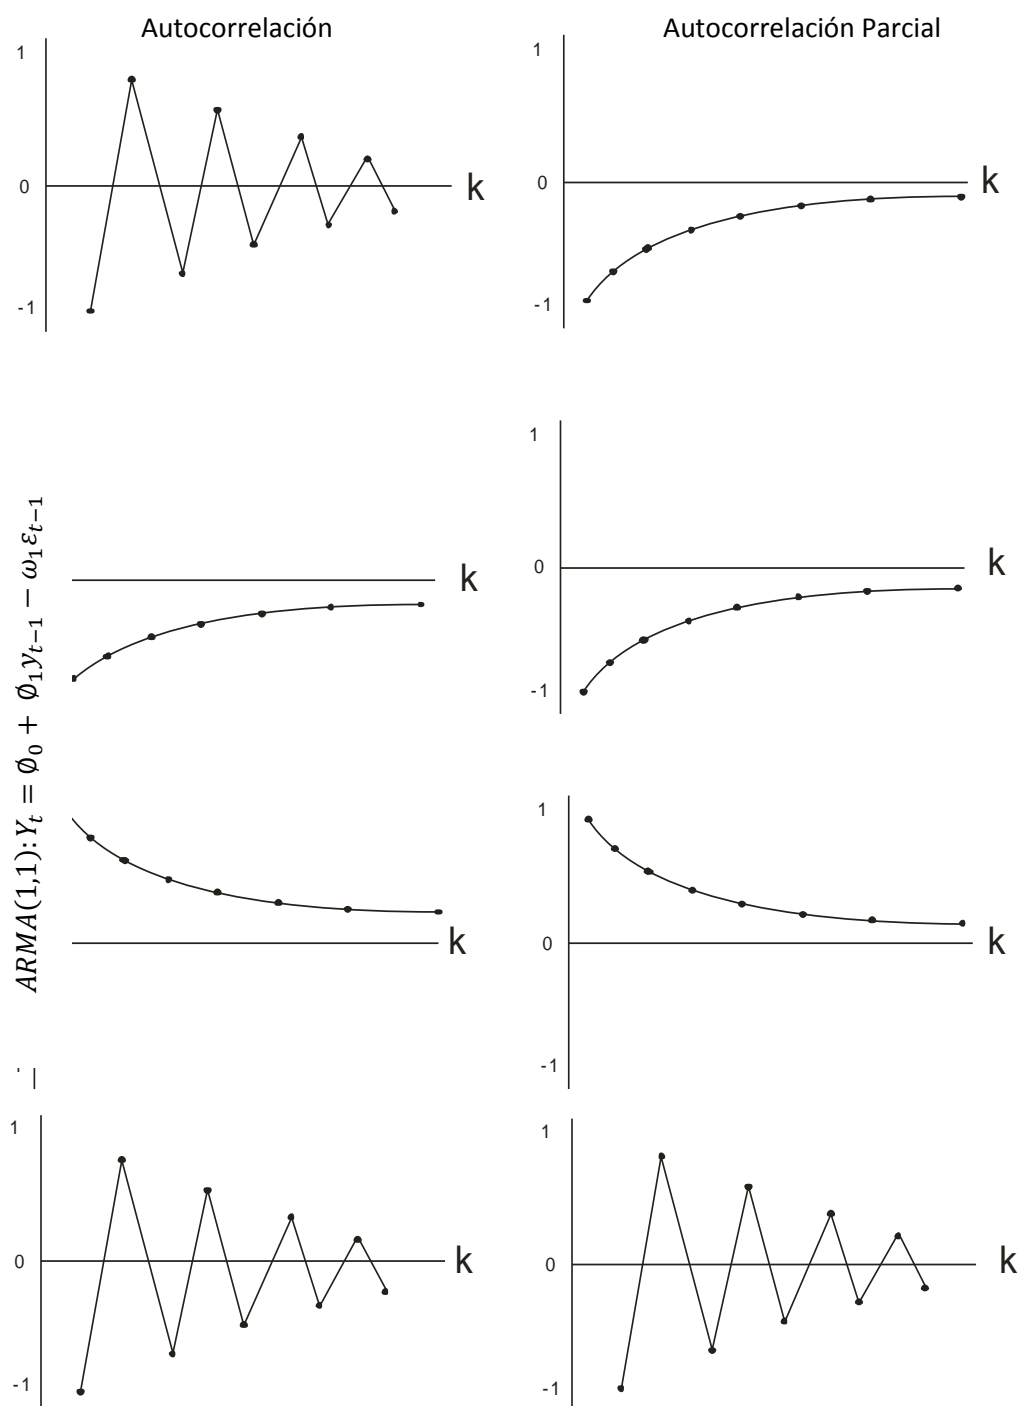 Autocorrelación
Autocorrelación Parcial
1
0
-1
k
1
0
-1
k
ARMA(1,1): Y_t = ∅_0 + ∅_1 y_{t−1} − ω_1 ε_{t−1}
k
1
0
-1
k
k
1
0
-1
k
1
0
-1
k
1
0
-1
k